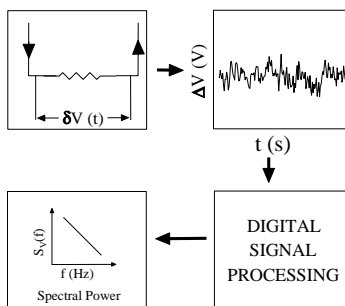 δV (t)
ΔV (V)
t (s)
DIGITAL
SIGNAL
PROCESSING
S_V(f)
f (Hz)
Spectral Power